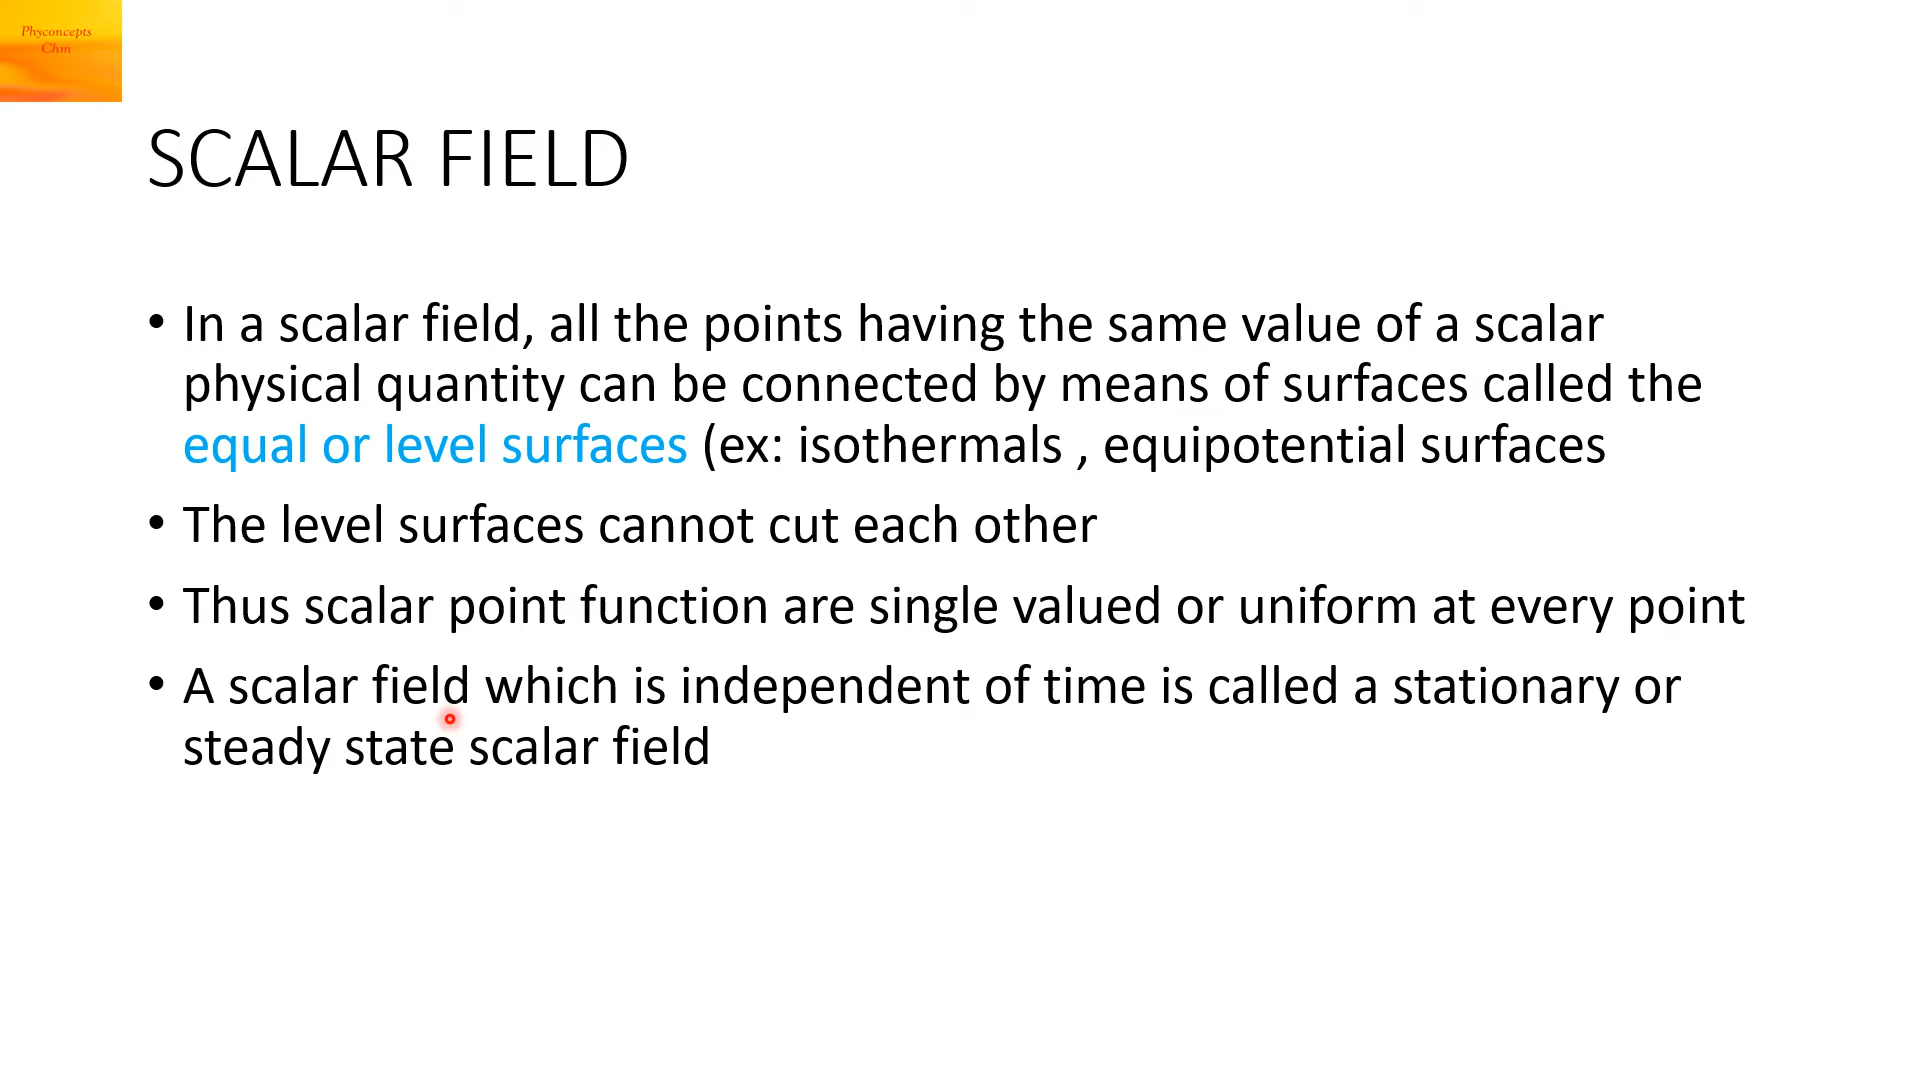 Phyconcepts
Chm
SCALAR FIELD
• In a scalar field, all the points having the same value of a scalar
physical quantity can be connected by means of surfaces called the
equal or level surfaces (ex: isothermals , equipotential surfaces
• The level surfaces cannot cut each other
• Thus scalar point function are single valued or uniform at every point
• A scalar field which is independent of time is called a stationary or
steady state scalar field